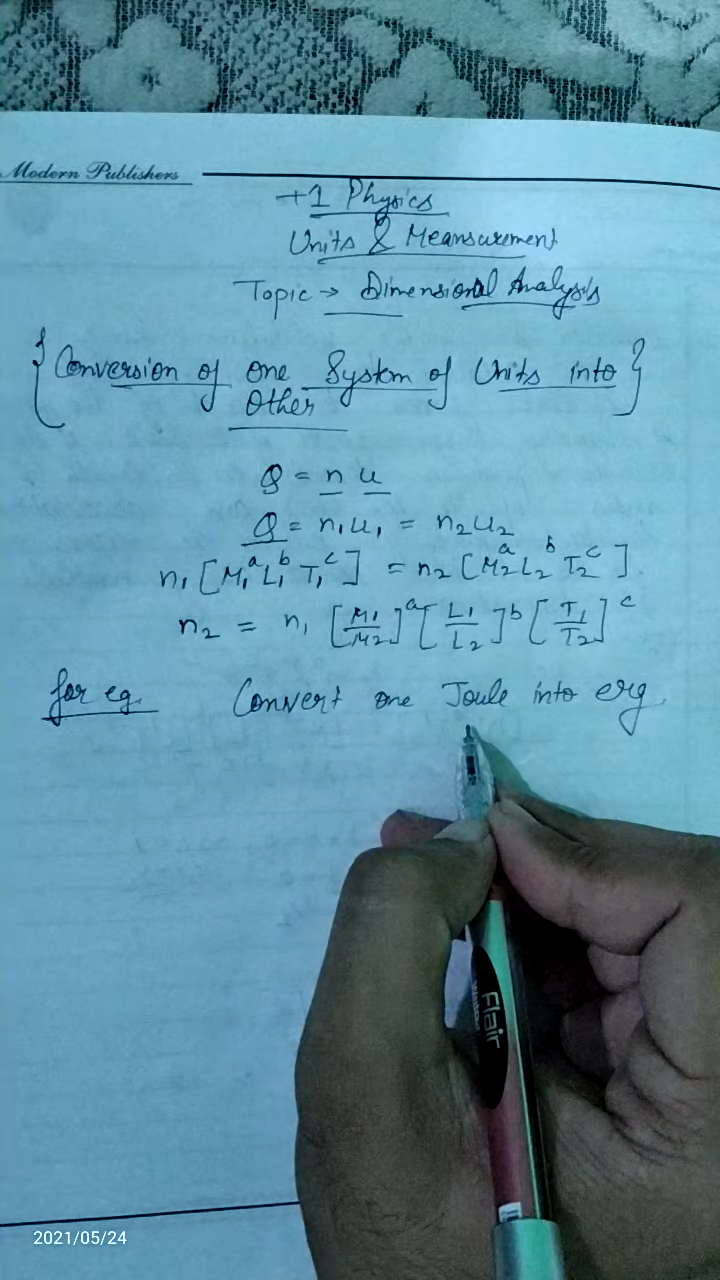 Modern Publishers
+1 Physics
Units & Meansurement
Topic → Dimensional Analysis
{Conversion of one System of Units into
Other}
Q = n u
Q = n₁u₁ = n₂u₂
n₁ [M₁ᵃ L₁ᵇ T₁ᶜ] = n₂ [M₂ᵃ L₂ᵇ T₂ᶜ].
n₂ = n₁ [M₁/M₂]ᵃ [L₁/L₂]ᵇ [T₁/T₂]ᶜ
for eg. Convert one Joule into erg.
Flair
2021/05/24